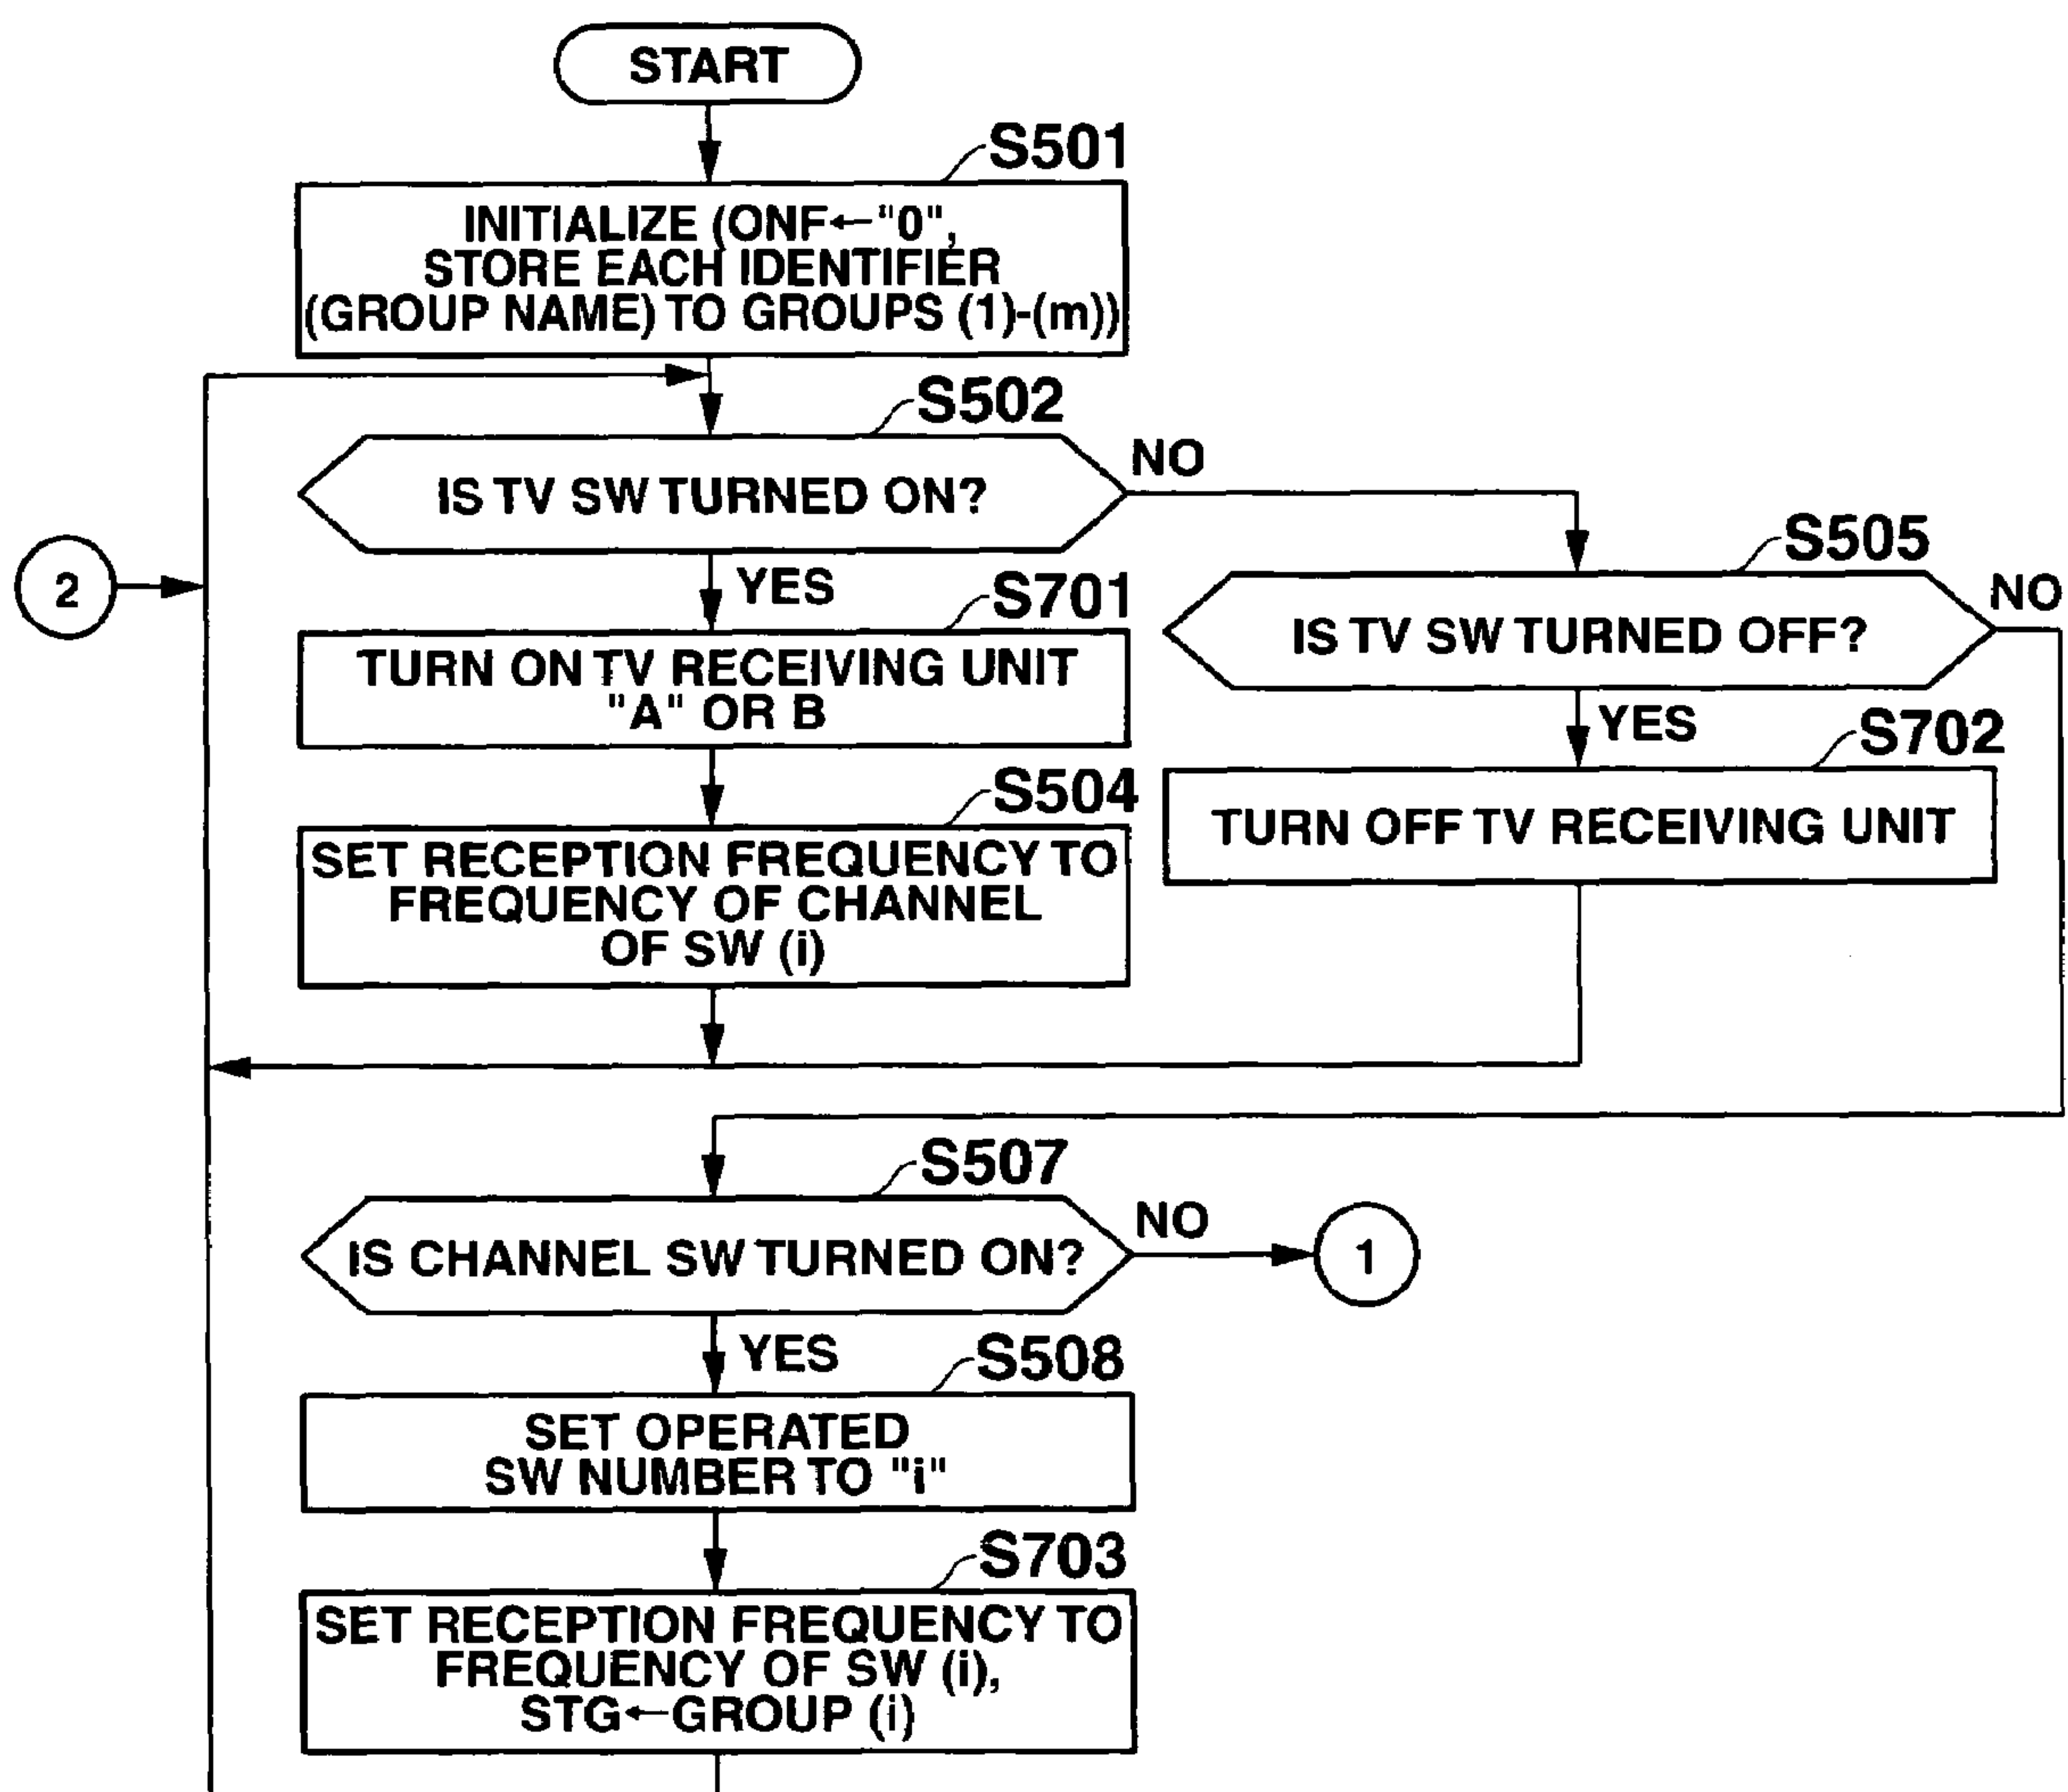 START
S501
INITIALIZE (ONF←"0",
STORE EACH IDENTIFIER
(GROUP NAME) TO GROUPS (1)-(m))
S502
IS TV SW TURNED ON?
NO
YES
S505
IS TV SW TURNED OFF?
NO
YES
2
S701
TURN ON TV RECEIVING UNIT
"A" OR B
S702
TURN OFF TV RECEIVING UNIT
S504
SET RECEPTION FREQUENCY TO
FREQUENCY OF CHANNEL
OF SW (i)
S507
IS CHANNEL SW TURNED ON?
NO
1
YES
S508
SET OPERATED
SW NUMBER TO "i"
S703
SET RECEPTION FREQUENCY TO
FREQUENCY OF SW (i),
STG←GROUP (i)